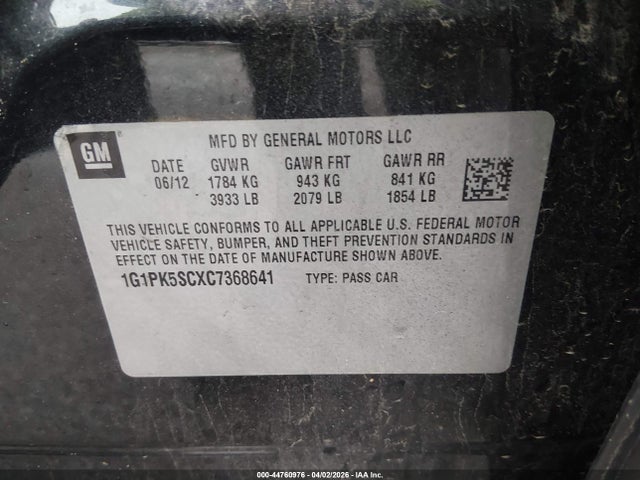 GM
MFD BY GENERAL MOTORS LLC
DATE GVWR GAWR FRT GAWR RR
06/12 1784 KG 943 KG 841 KG
3933 LB 2079 LB 1854 LB
THIS VEHICLE CONFORMS TO ALL APPLICABLE U.S. FEDERAL MOTOR
VEHICLE SAFETY, BUMPER, AND THEFT PREVENTION STANDARDS IN
EFFECT ON THE DATE OF MANUFACTURE SHOWN ABOVE.
1G1PK5SCXC7368641 TYPE: PASS CAR
000-44760976 - 04/02/2026 - IAA Inc.